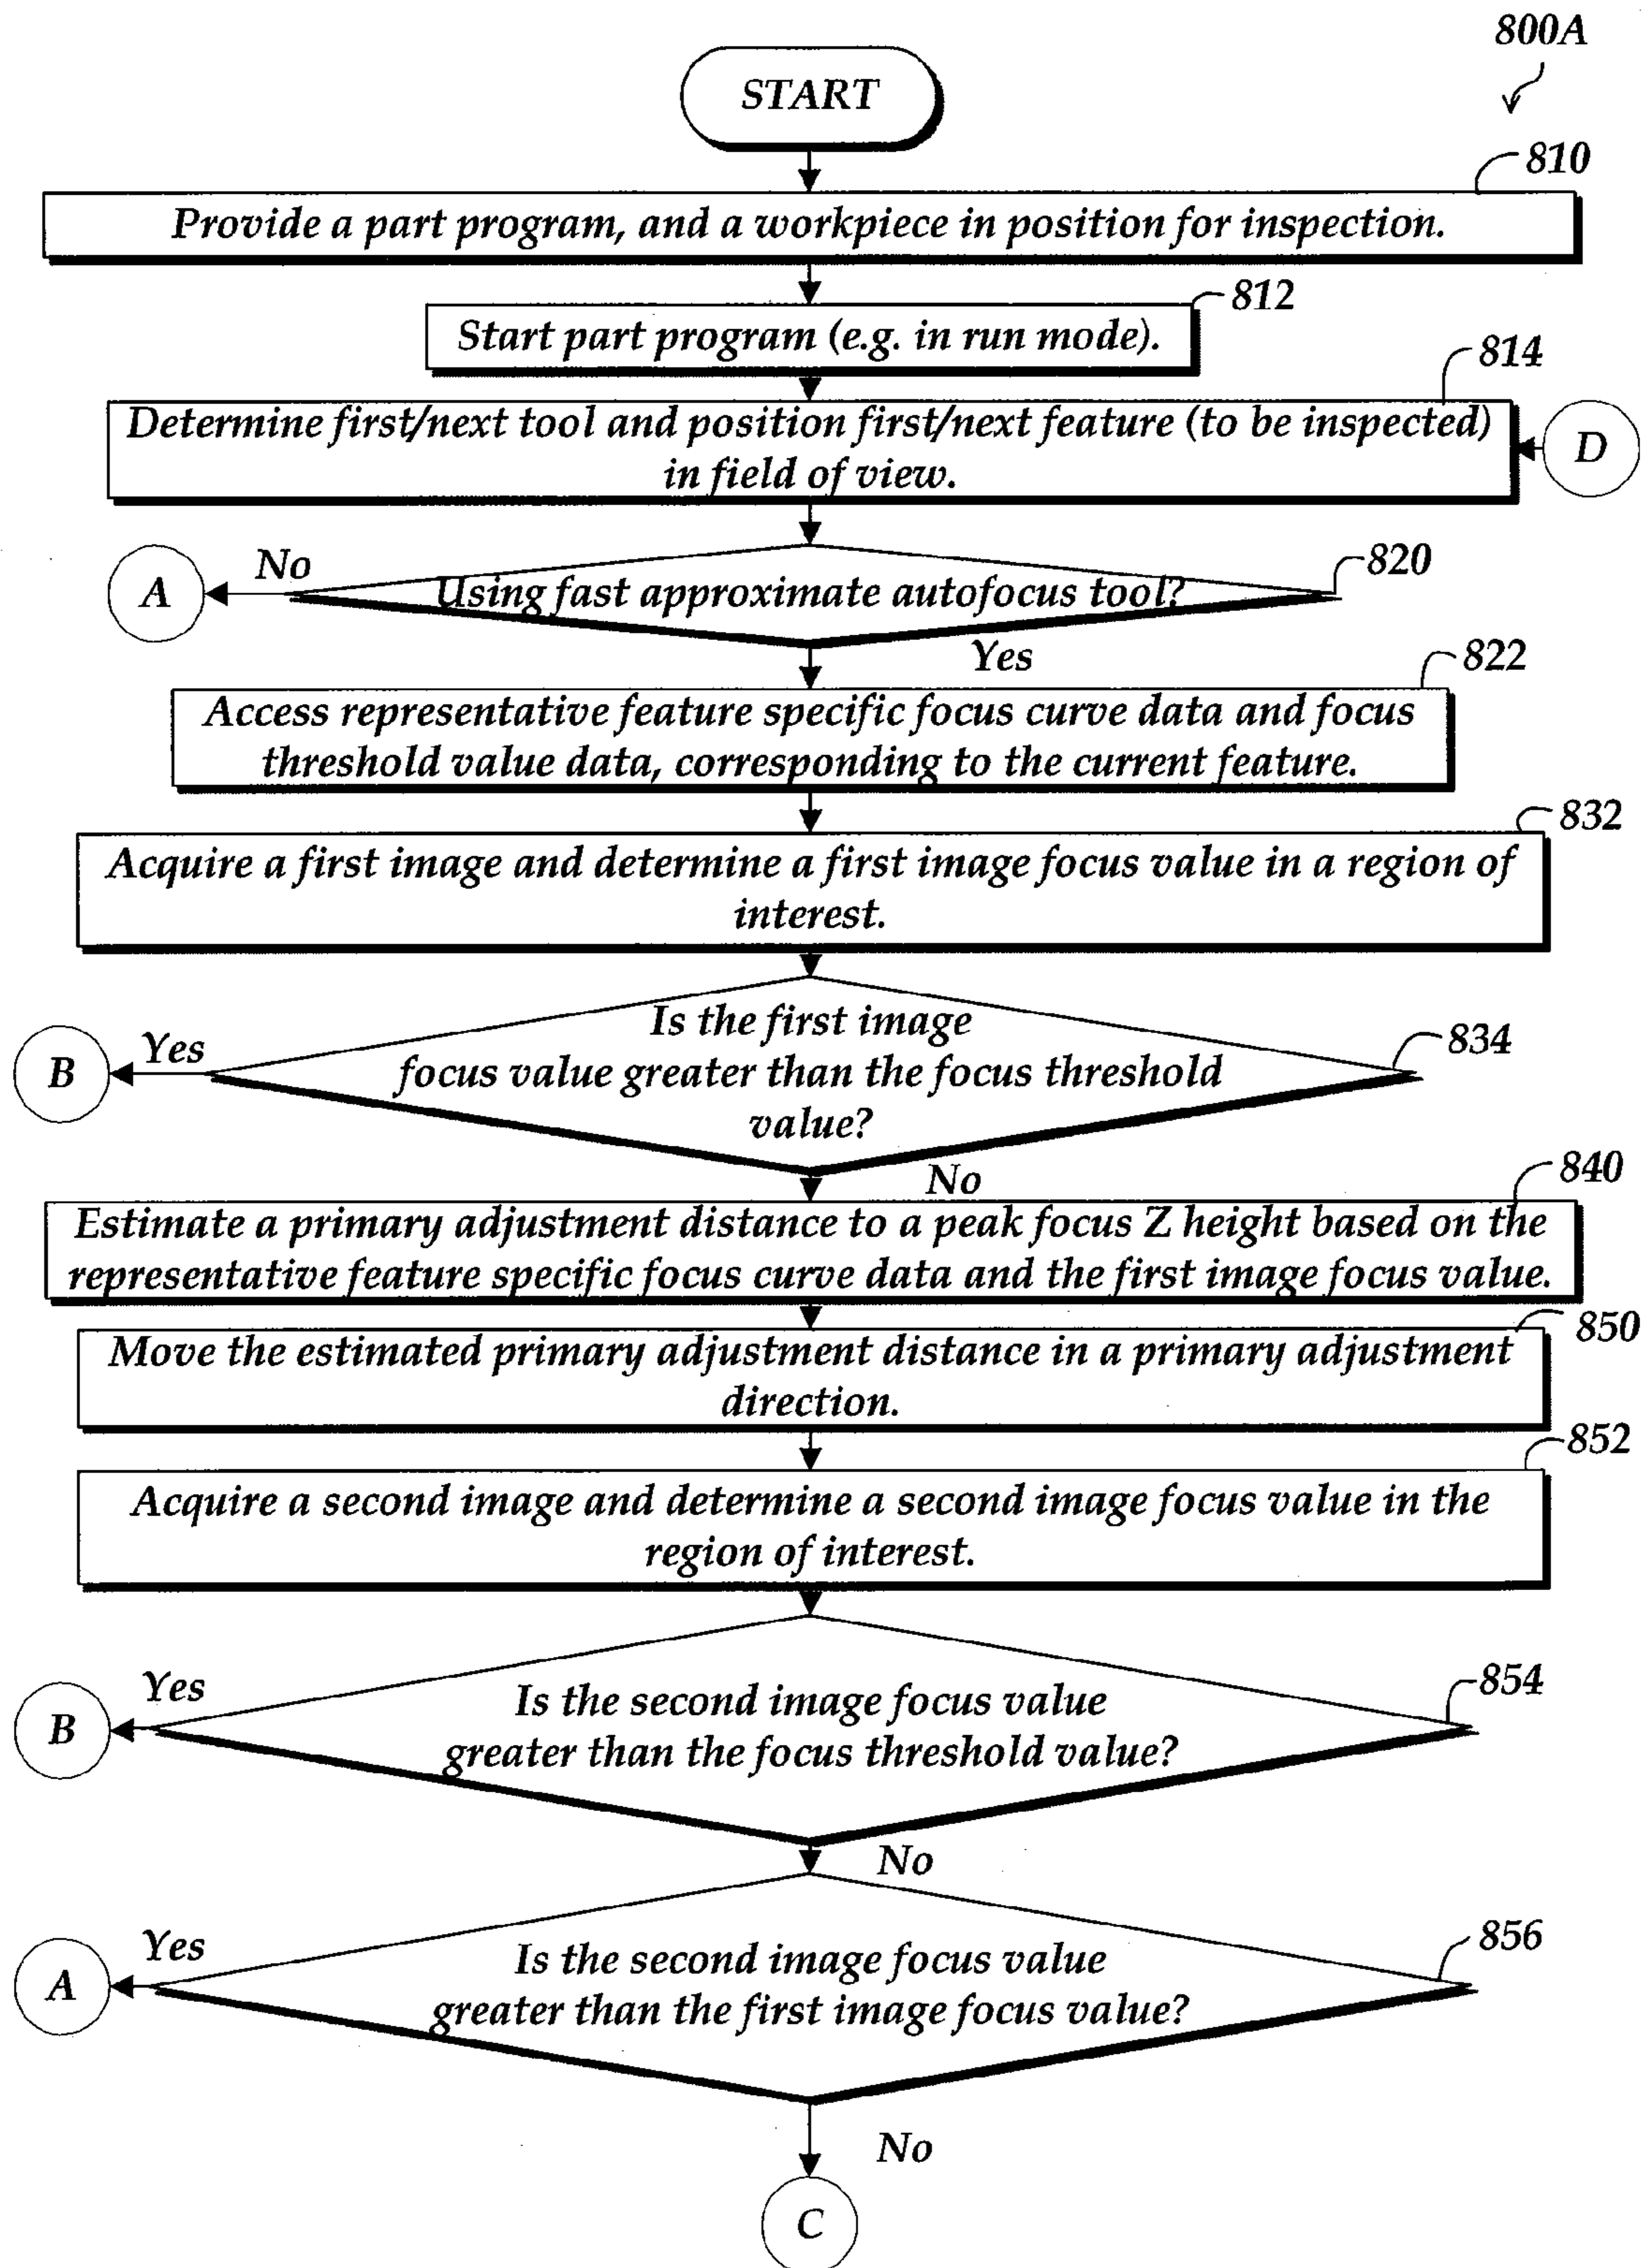 800A
START
810
Provide a part program, and a workpiece in position for inspection.
812
Start part program (e.g. in run mode).
814
Determine first/next tool and position first/next feature (to be inspected)
in field of view.
D
820
A
No
Using fast approximate autofocus tool?
Yes
822
Access representative feature specific focus curve data and focus
threshold value data, corresponding to the current feature.
832
Acquire a first image and determine a first image focus value in a region of
interest.
834
B
Yes
Is the first image
focus value greater than the focus threshold
value?
No
840
Estimate a primary adjustment distance to a peak focus Z height based on the
representative feature specific focus curve data and the first image focus value.
850
Move the estimated primary adjustment distance in a primary adjustment
direction.
852
Acquire a second image and determine a second image focus value in the
region of interest.
854
B
Yes
Is the second image focus value
greater than the focus threshold value?
No
856
A
Yes
Is the second image focus value
greater than the first image focus value?
No
C